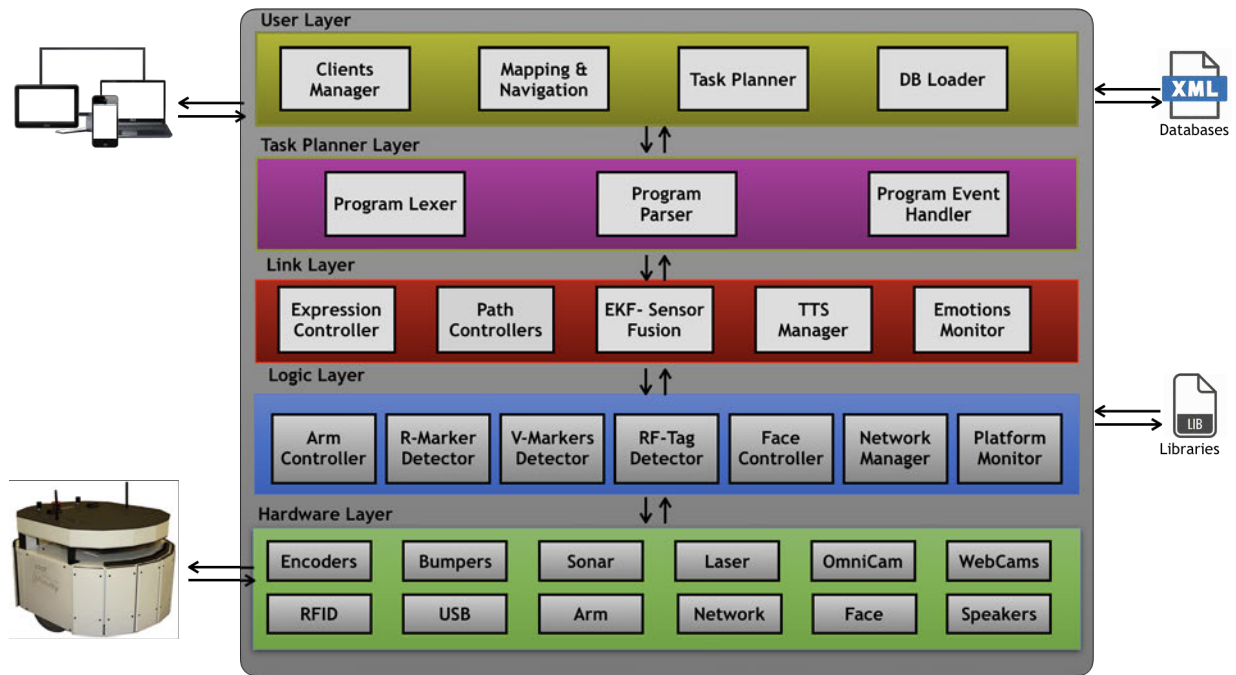 User Layer
Clients
Manager
Mapping &
Navigation
Task Planner
DB Loader
XML
Databases
Task Planner Layer
Program Lexer
Program
Parser
Program Event
Handler
Link Layer
Expression
Controller
Path
Controllers
EKF- Sensor
Fusion
TTS
Manager
Emotions
Monitor
Logic Layer
Arm
Controller
R-Marker
Detector
V-Markers
Detector
RF-Tag
Detector
Face
Controller
Network
Manager
Platform
Monitor
LIB
Libraries
Hardware Layer
Encoders
Bumpers
Sonar
Laser
OmniCam
WebCams
RFID
USB
Arm
Network
Face
Speakers